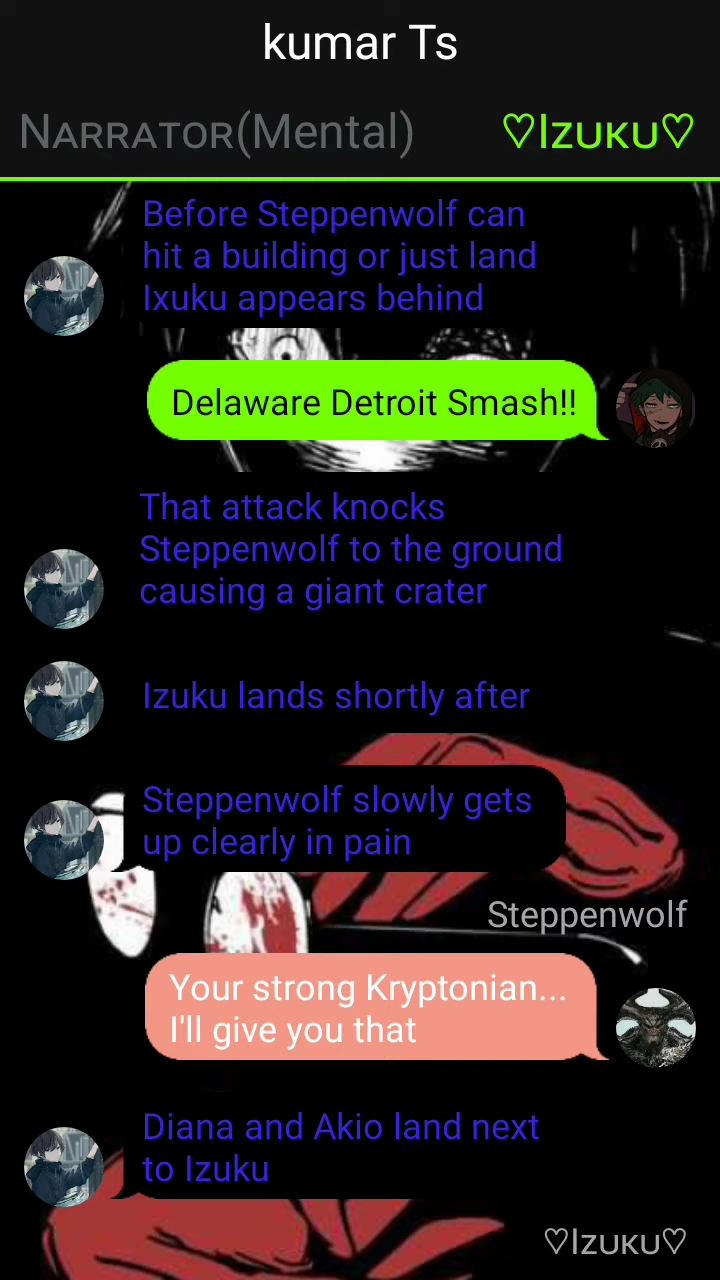 kumar Ts
Narrator(Mental) ♡Izuku♡
Before Steppenwolf can
hit a building or just land
Ixuku appears behind
Delaware Detroit Smash!!
That attack knocks
Steppenwolf to the ground
causing a giant crater
Izuku lands shortly after
Steppenwolf slowly gets
up clearly in pain
Steppenwolf
Your strong Kryptonian...
I'll give you that
Diana and Akio land next
to Izuku
♡Izuku♡